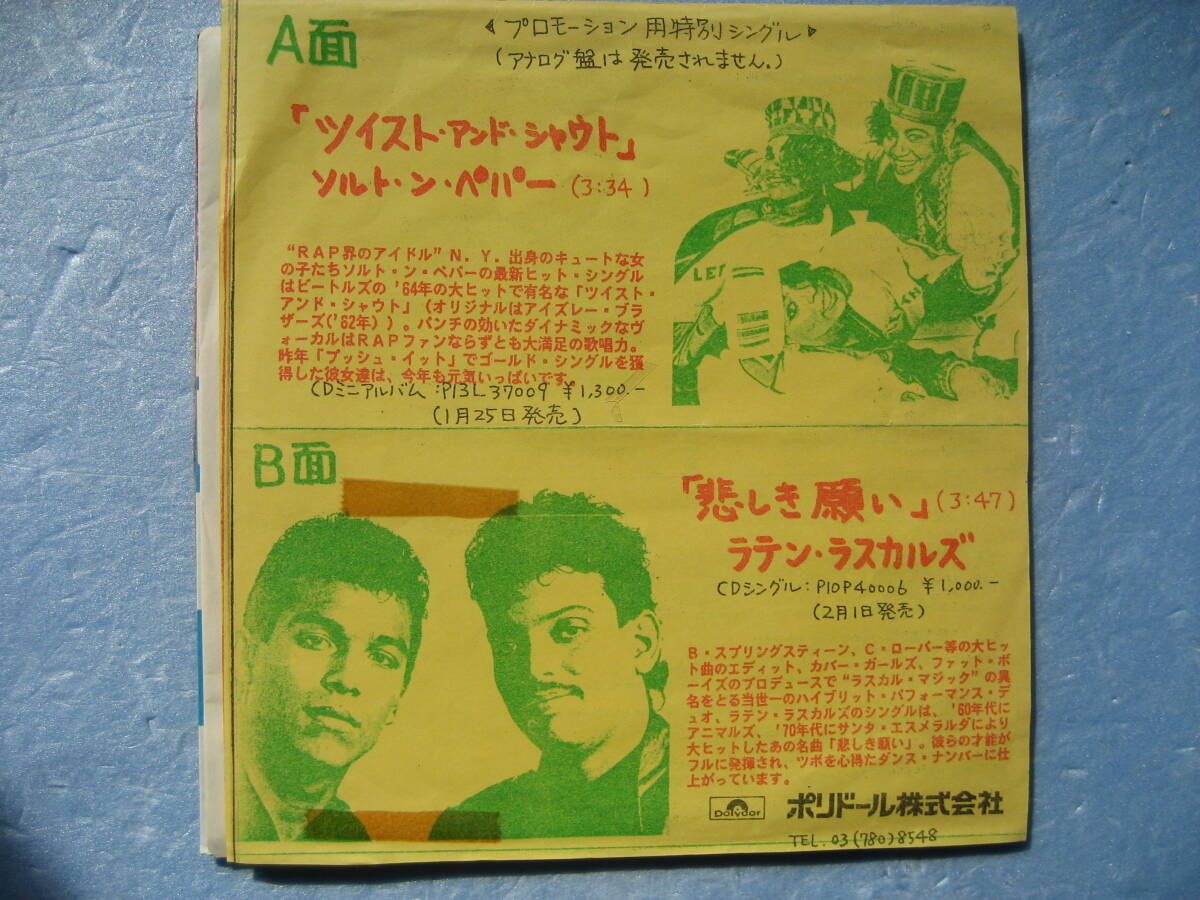 A面
◀プロモーション用特別シングル▶
(アナログ盤は発売されません。)
「ツイスト・アンド・シャウト」
ソルト・ン・ペパー (3:34)
LE
“RAP界のアイドル”N.Y.出身のキュートな女
の子たちソルト・ン・ペパーの最新ヒット・シングル
はビートルズの'64年の大ヒットで有名な「ツイスト・
アンド・シャウト」(オリジナルはアイズレー・ブラ
ザーズ('62年))。パンチの効いたダイナミックなヴ
ォーカルはRAPファンならずとも大満足の歌唱力。
昨年「プッシュ・イット」でゴールド・シングルを獲
得した彼女達は、今年も元気いっぱいです。
CDミニアルバム:P13L 37009 ¥1,300.-
(1月25日発売)
B面
「悲しき願い」(3:47)
ラテン・ラスカルズ
CDシングル:P10P40006 ¥1,000.-
(2月1日発売)
B・スプリングスティーン、C・ローパー等の大ヒッ
ト曲のエディット、カバー・ガールズ、ファット・ボ
ーイズのプロデュースで“ラスカル・マジック”の異
名をとる当世一のハイブリット・パフォーマンス・デ
ュオ、ラテン・ラスカルズのシングルは、'60年代に
アニマルズ、'70年代にサンタ・エスメラルダにより
大ヒットしたあの名曲「悲しき願い」。彼らの才能が
フルに発揮され、ツボを心得たダンス・ナンバーに仕
上がっています。
Polydor ポリドール株式会社
TEL.03(780)8548